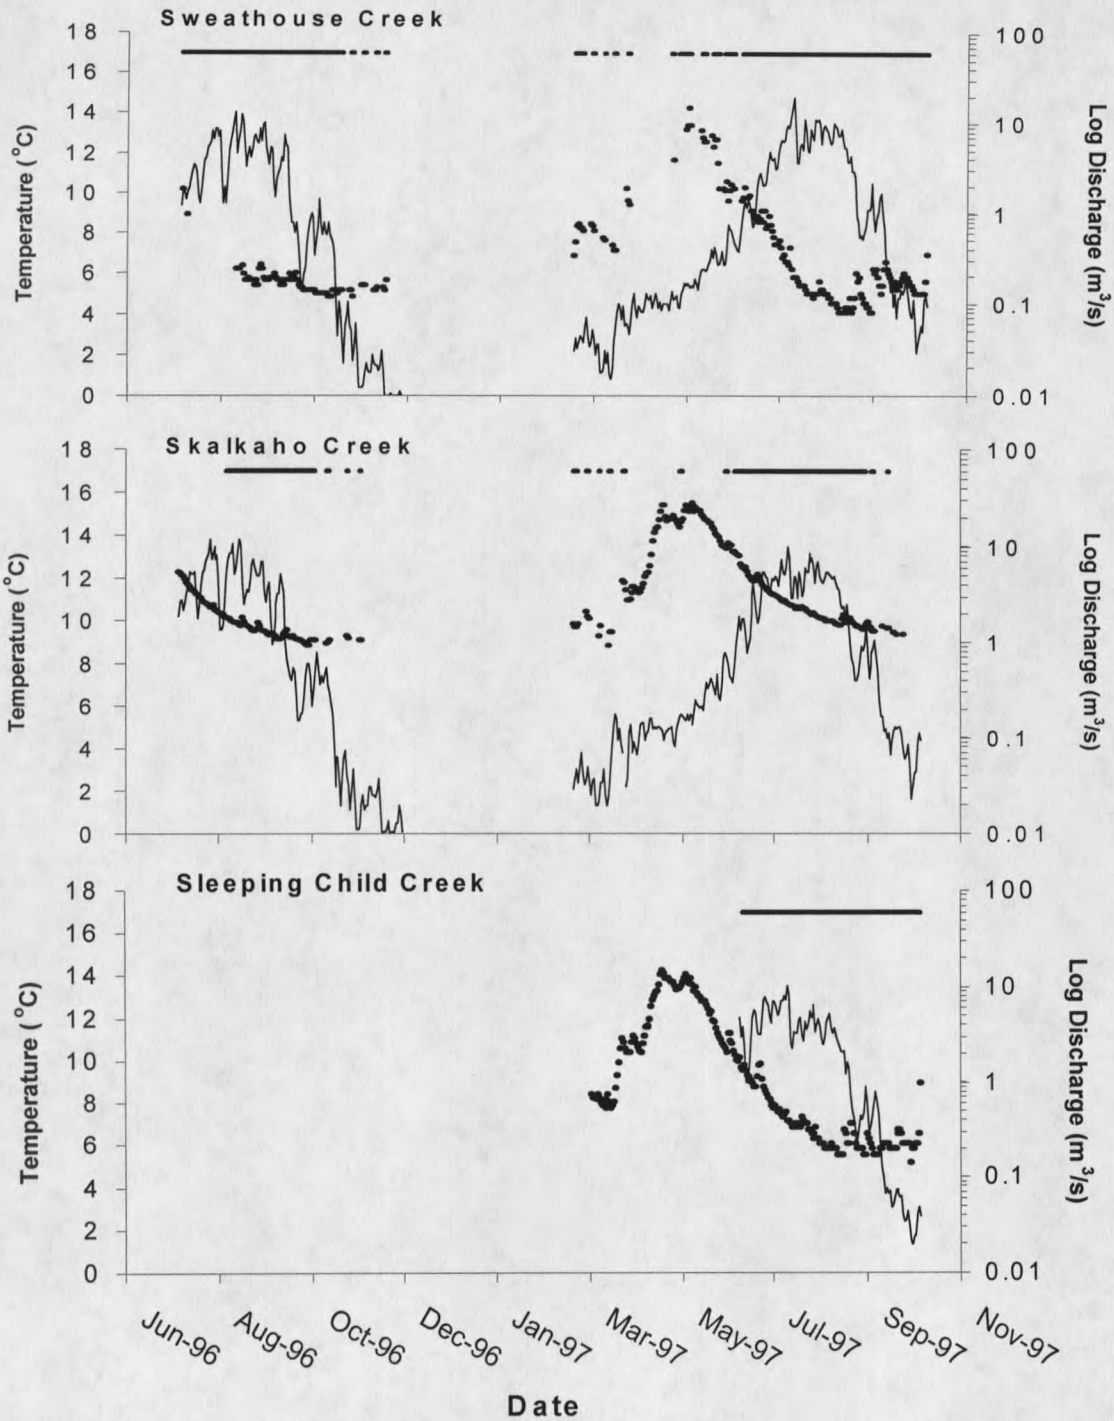 Sweathouse Creek
18
16
14
12
10
8
6
4
2
0
Temperature (°C)
100
10
1
0.1
0.01
Log Discharge (m³/s)
Skalkaho Creek
18
16
14
12
10
8
6
4
2
0
Temperature (°C)
100
10
1
0.1
0.01
Log Discharge (m³/s)
Sleeping Child Creek
18
16
14
12
10
8
6
4
2
0
Temperature (°C)
100
10
1
0.1
0.01
Log Discharge (m³/s)
Jun-96
Aug-96
Oct-96
Dec-96
Jan-97
Mar-97
May-97
Jul-97
Sep-97
Nov-97
Date